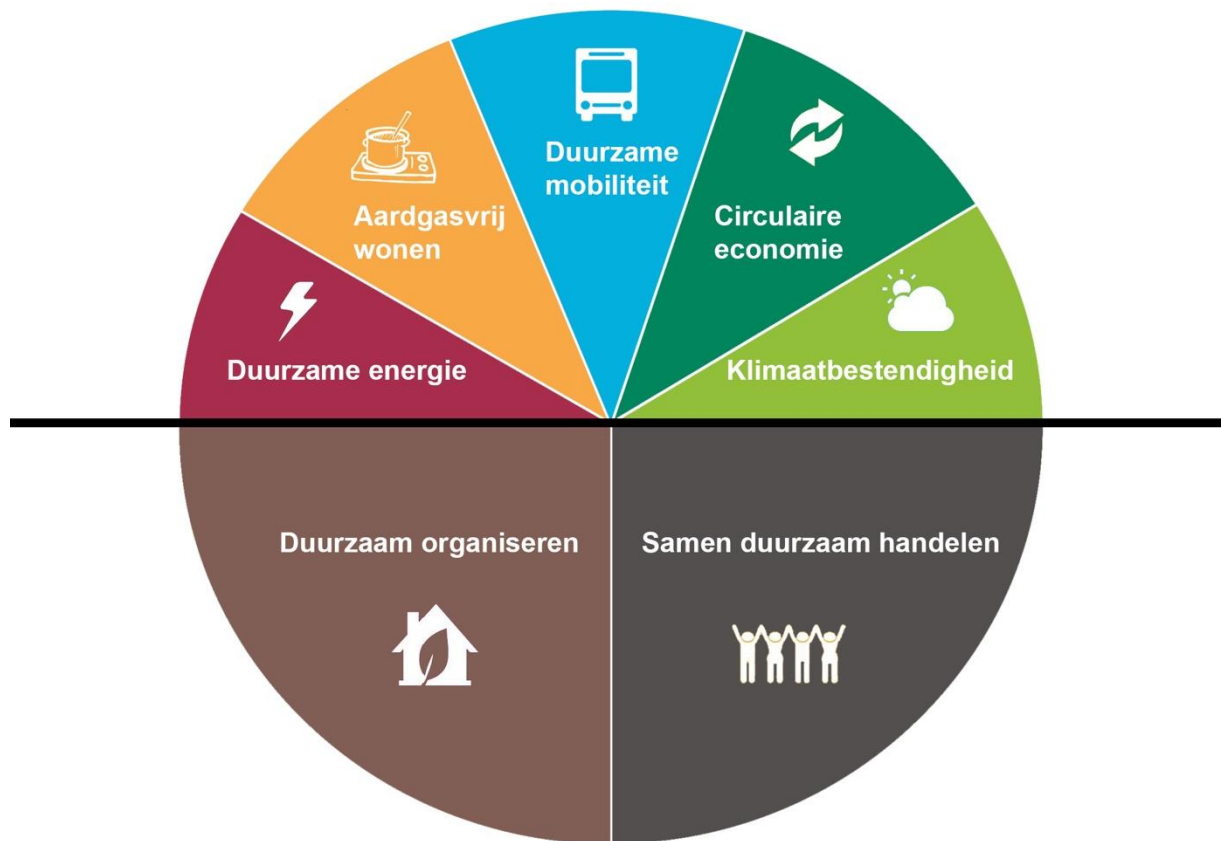 Duurzame
mobiliteit
Aardgasvrij
wonen
Circulaire
economie
Duurzame energie
Klimaatbestendigheid
Duurzaam organiseren
Samen duurzaam handelen